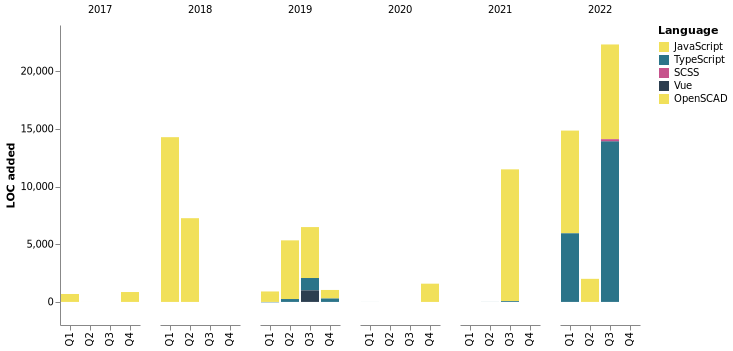 2017 2018 2019 2020 2021 2022
Language
JavaScript
TypeScript
SCSS
Vue
OpenSCAD
LOC added
20,000
15,000
10,000
5,000
0
Q1 Q2 Q3 Q4 Q1 Q2 Q3 Q4 Q1 Q2 Q3 Q4 Q1 Q2 Q3 Q4 Q1 Q2 Q3 Q4 Q1 Q2 Q3 Q4